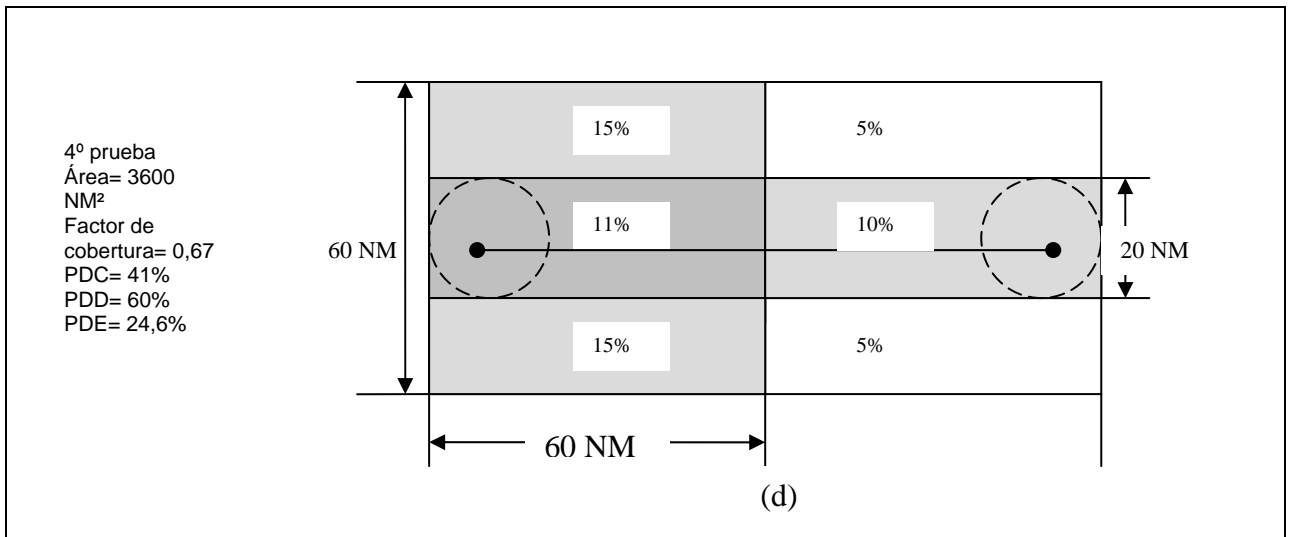 4º prueba
Área= 3600
NM²
Factor de
cobertura= 0,67
PDC= 41%
PDD= 60%
PDE= 24,6%
15%
5%
11%
10%
60 NM
20 NM
15%
5%
60 NM
(d)